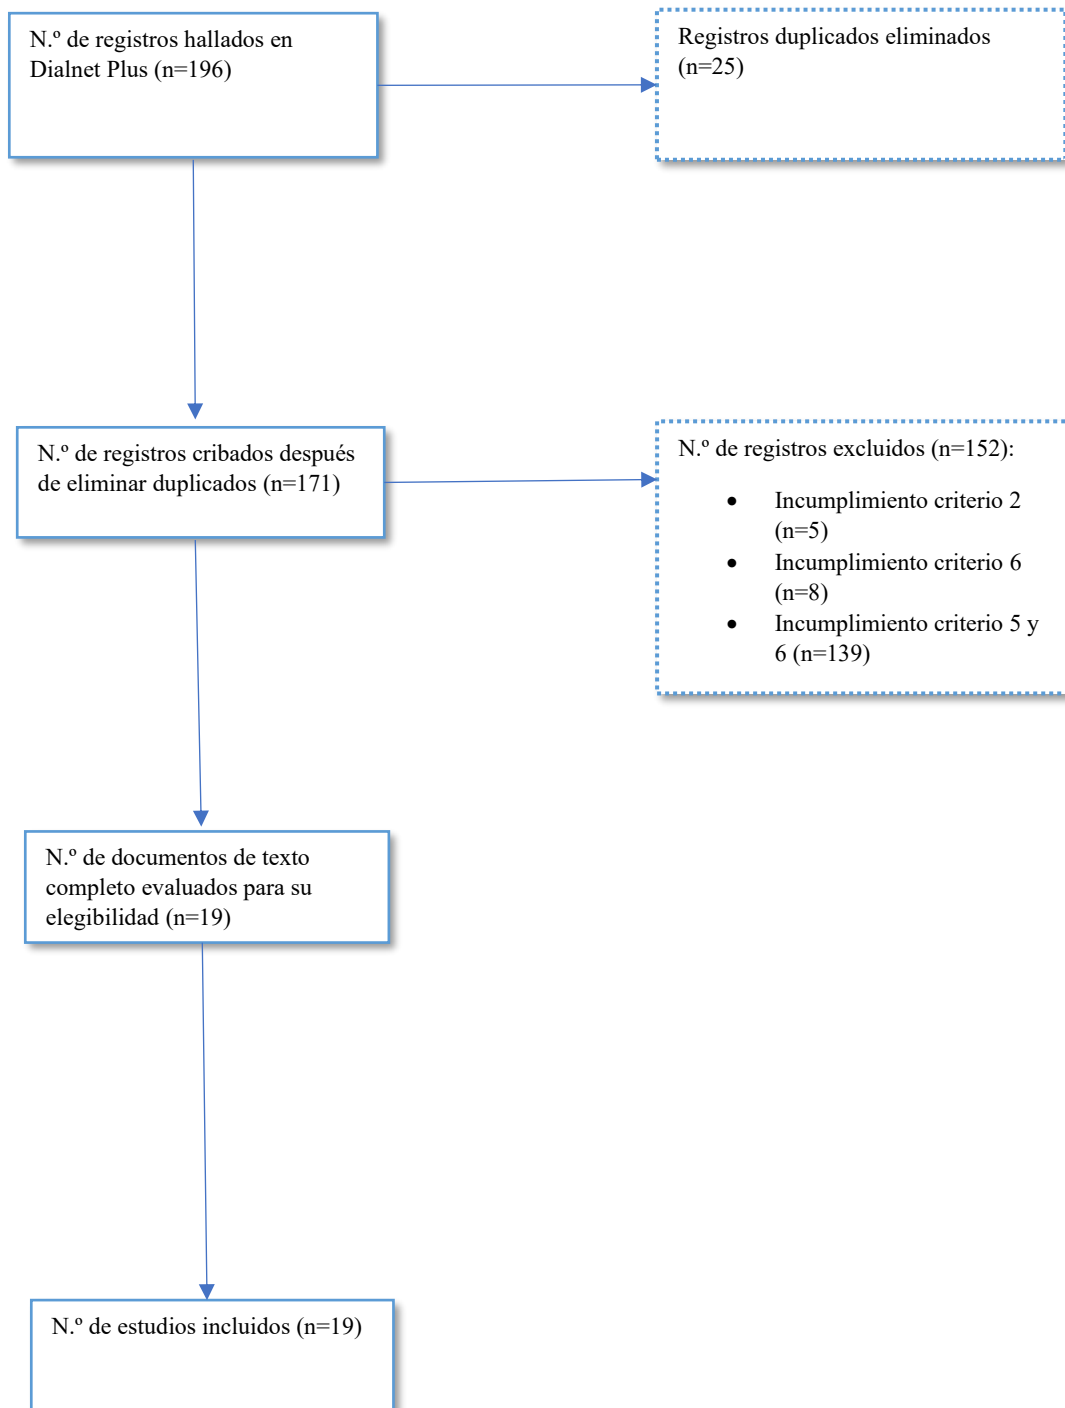 N.º de registros hallados en
Dialnet Plus (n=196)
Registros duplicados eliminados
(n=25)
N.º de registros cribados después
de eliminar duplicados (n=171)
N.º de registros excluidos (n=152):
• Incumplimiento criterio 2
(n=5)
• Incumplimiento criterio 6
(n=8)
• Incumplimiento criterio 5 y
6 (n=139)
N.º de documentos de texto
completo evaluados para su
elegibilidad (n=19)
N.º de estudios incluidos (n=19)